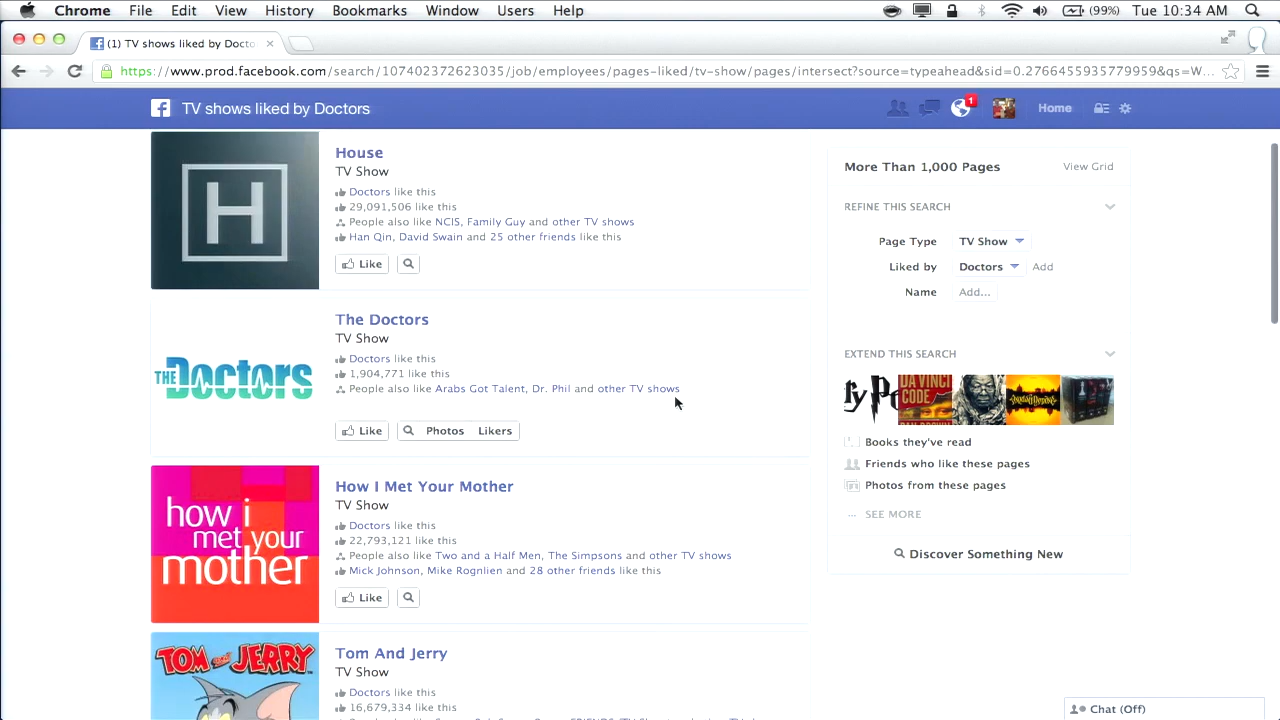 Chrome File Edit View History Bookmarks Window Users Help (99%) Tue 10:34 AM
(1) TV shows liked by Docto
https://www.prod.facebook.com/search/107402372623035/job/employees/pages-liked/tv-show/pages/intersect?source=typeahead&sid=0.2766455935779959&qs=W...
TV shows liked by Doctors 1 Home
H
House
TV Show
Doctors like this
29,091,506 like this
People also like NCIS, Family Guy and other TV shows
Han Qin, David Swain and 25 other friends like this
Like
THE Doctors
The Doctors
TV Show
Doctors like this
1,904,771 like this
People also like Arabs Got Talent, Dr. Phil and other TV shows
Like Photos Likers
how i
met your
mother
How I Met Your Mother
TV Show
Doctors like this
22,793,121 like this
People also like Two and a Half Men, The Simpsons and other TV shows
Mick Johnson, Mike Rognlien and 28 other friends like this
Like
TOM and JERRY
Tom And Jerry
TV Show
Doctors like this
16,679,334 like this
More Than 1,000 Pages View Grid
REFINE THIS SEARCH
Page Type TV Show
Liked by Doctors Add
Name Add...
EXTEND THIS SEARCH
DA VINCI
CODE
Books they've read
Friends who like these pages
Photos from these pages
... SEE MORE
Discover Something New
Chat (Off)